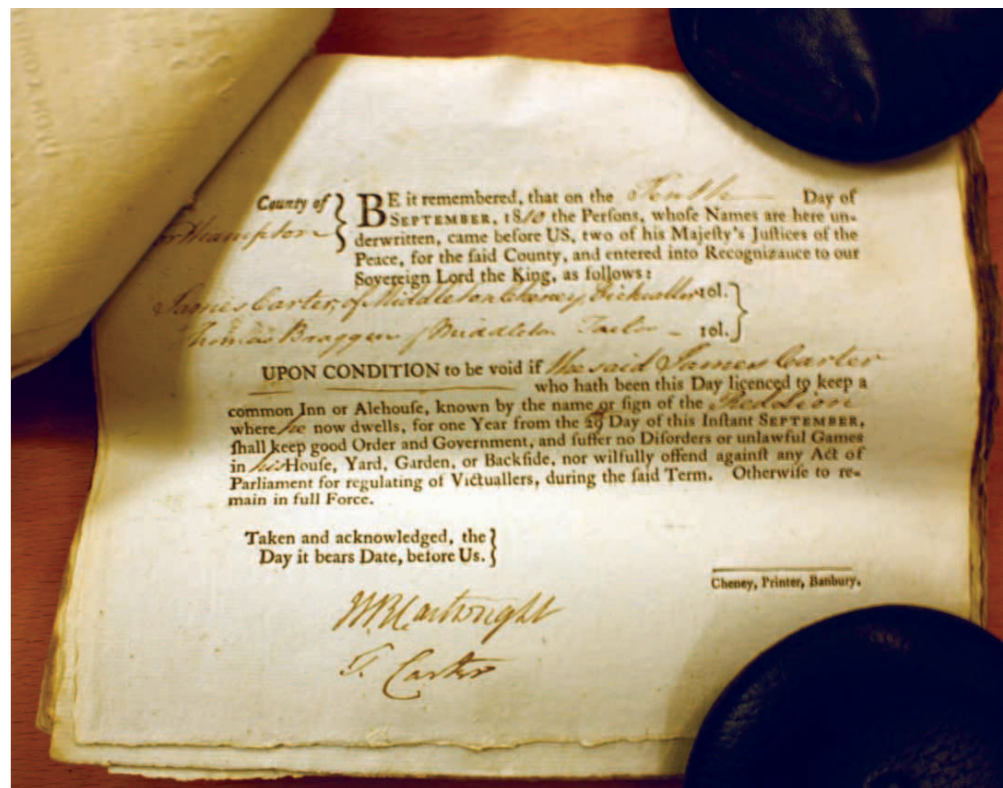 County of } BE it remembered, that on the Tenth Day of
orthampton SEPTEMBER, 1810 the Perſons, whoſe Names are here un-
derwritten, came before US, two of his Majeſty's Juſtices of the
Peace, for the ſaid County, and entered into Recognizance to our
Sovereign Lord the King, as follows:
James Carter, of Middleton Cheney, Victualler 10l.
Thomas of Middleton 10l.
UPON CONDITION to be void if the said James Carter
who hath been this Day licenced to keep a
common Inn or Alehouſe, known by the name or ſign of the Red Lion
where he now dwells, for one Year from the 29 Day of this Inſtant SEPTEMBER,
ſhall keep good Order and Government, and ſuffer no Diſorders or unlawful Games
in his Houſe, Yard, Garden, or Backſide, nor wilfully offend againſt any Act of
Parliament for regulating of Victuallers, during the ſaid Term. Otherwiſe to re-
main in full Force.
Taken and acknowledged, the }
Day it bears Date, before Us.
Cheney, Printer, Banbury.
W R Cartwright
T. Carter